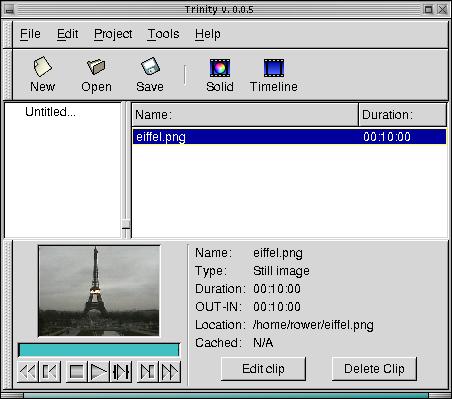 Trinity v. 0.0.5
File Edit Project Tools Help
New Open Save Solid Timeline
Untitled...
Name: Duration:
eiffel.png 00:10:00
Name: eiffel.png
Type: Still image
Duration: 00:10:00
OUT-IN: 00:10:00
Location: /home/rower/eiffel.png
Cached: N/A
Edit clip Delete Clip